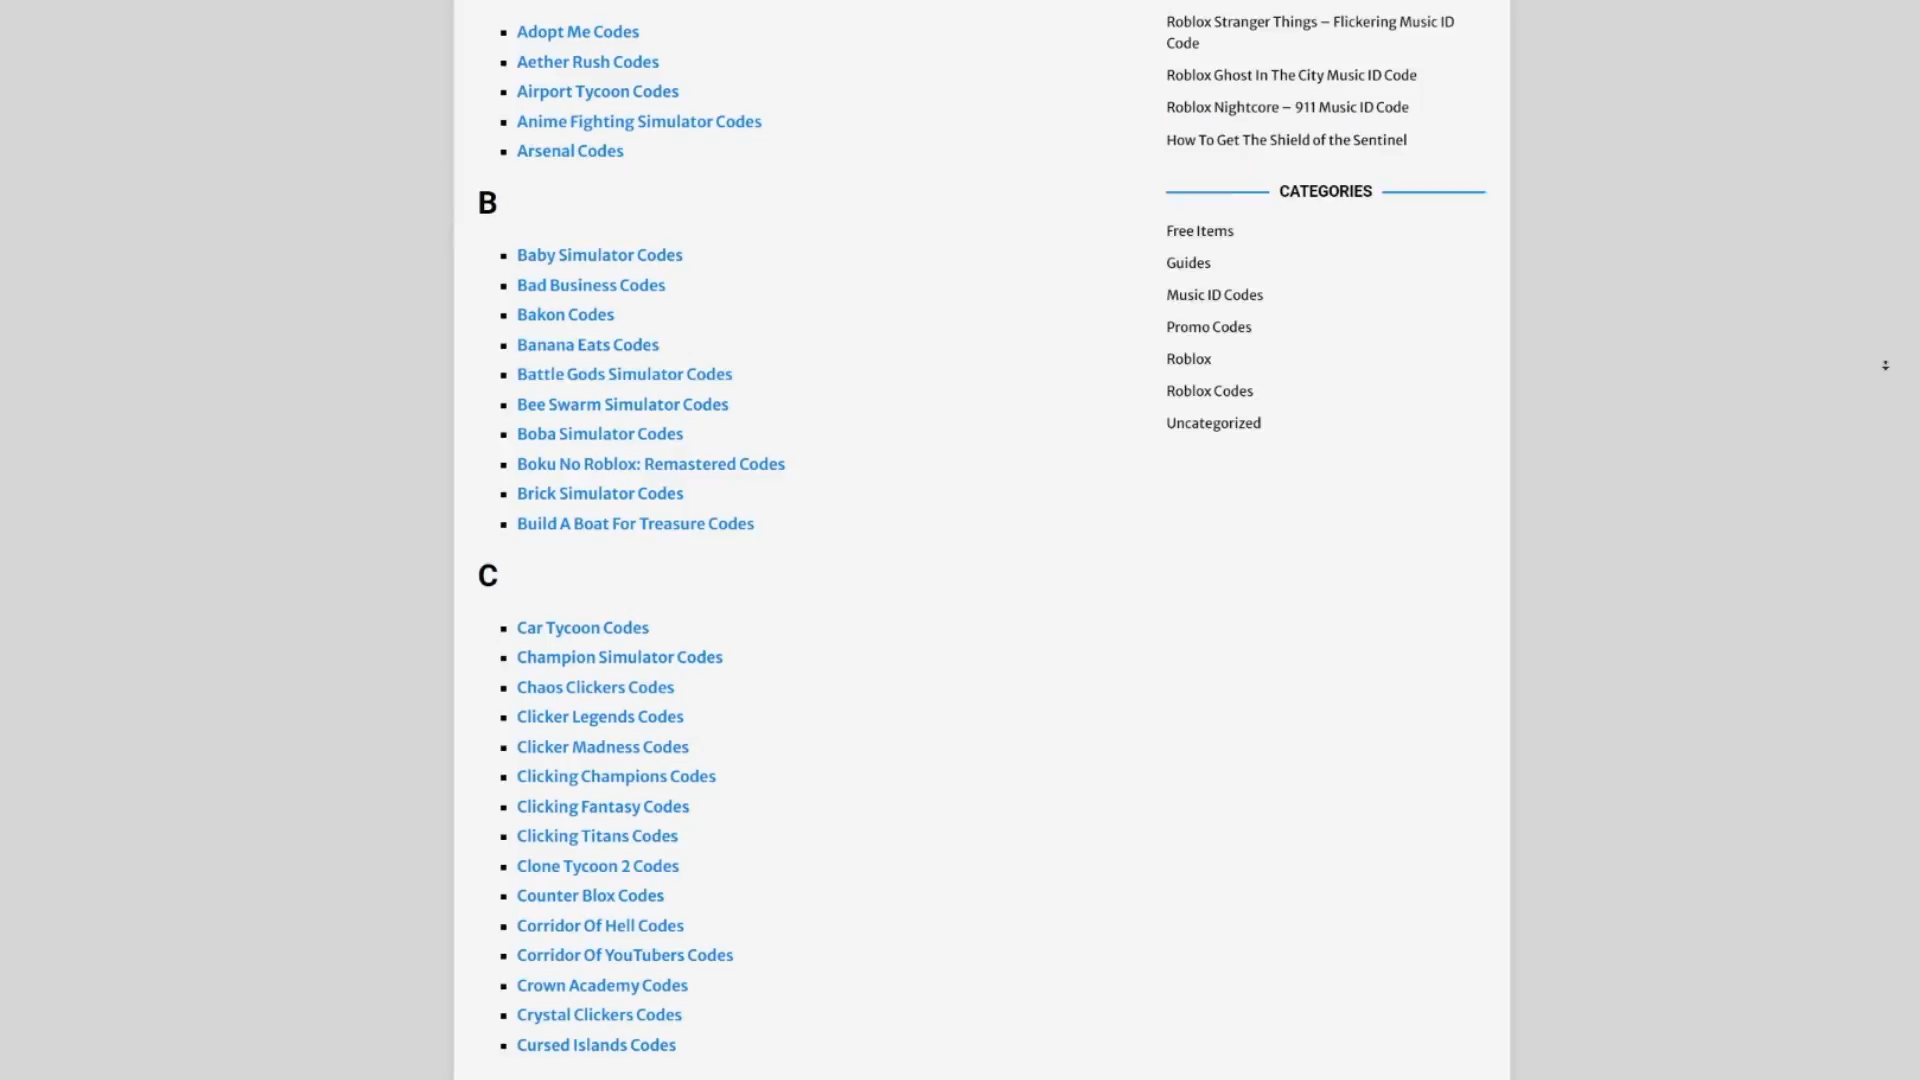 Adopt Me Codes
Aether Rush Codes
Airport Tycoon Codes
Anime Fighting Simulator Codes
Arsenal Codes
B
Baby Simulator Codes
Bad Business Codes
Bakon Codes
Banana Eats Codes
Battle Gods Simulator Codes
Bee Swarm Simulator Codes
Boba Simulator Codes
Boku No Roblox: Remastered Codes
Brick Simulator Codes
Build A Boat For Treasure Codes
C
Car Tycoon Codes
Champion Simulator Codes
Chaos Clickers Codes
Clicker Legends Codes
Clicker Madness Codes
Clicking Champions Codes
Clicking Fantasy Codes
Clicking Titans Codes
Clone Tycoon 2 Codes
Counter Blox Codes
Corridor Of Hell Codes
Corridor Of YouTubers Codes
Crown Academy Codes
Crystal Clickers Codes
Cursed Islands Codes
Roblox Stranger Things – Flickering Music ID
Code
Roblox Ghost In The City Music ID Code
Roblox Nightcore – 911 Music ID Code
How To Get The Shield of the Sentinel
CATEGORIES
Free Items
Guides
Music ID Codes
Promo Codes
Roblox
Roblox Codes
Uncategorized